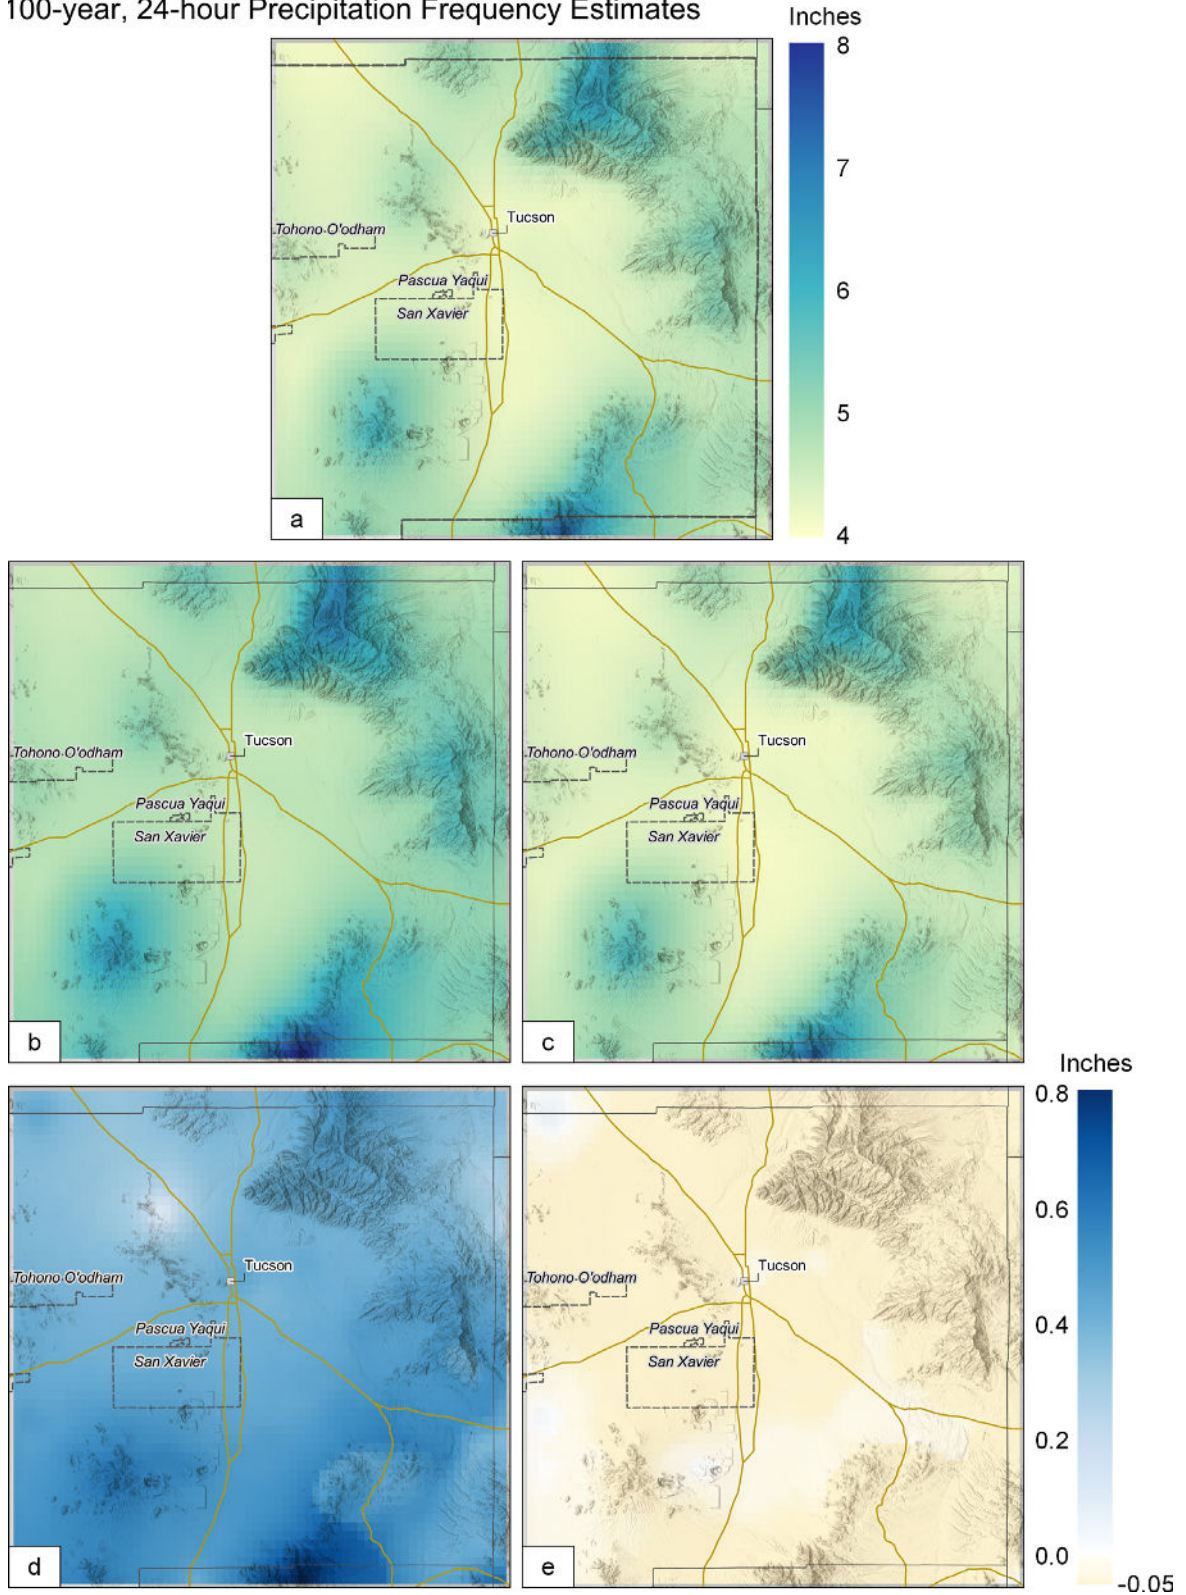 100-year, 24-hour Precipitation Frequency Estimates
Inches
8
7
6
5
4
Tucson
Tohono O'odham
Pascua Yaqui
San Xavier
a
Tucson
Tohono O'odham
Pascua Yaqui
San Xavier
b
Tucson
Tohono O'odham
Pascua Yaqui
San Xavier
c
Inches
0.8
0.6
0.4
0.2
0.0
-0.05
Tucson
Tohono O'odham
Pascua Yaqui
San Xavier
d
Tucson
Tohono O'odham
Pascua Yaqui
San Xavier
e